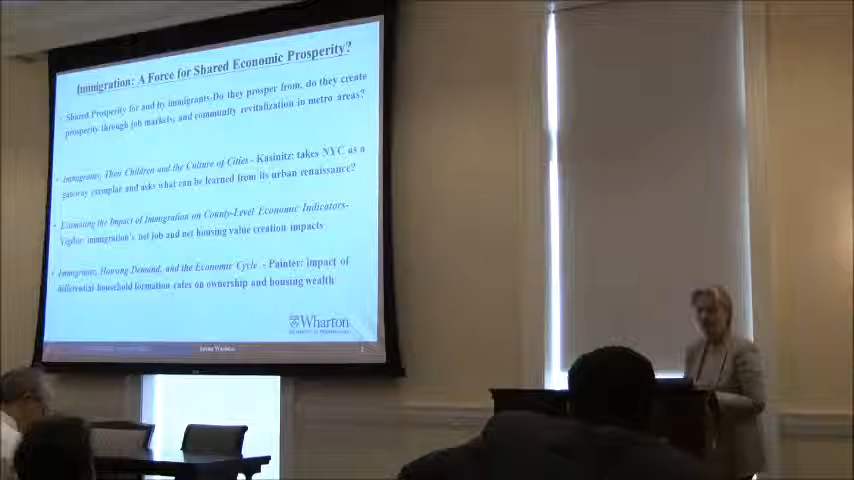 Immigration: A Force for Shared Economic Prosperity?
Shared Prosperity for and by immigrants-Do they prosper from, do they create
prosperity through job markets, and community revitalization in metro areas?
Immigrants, Their Children and the Culture of Cities - Kasinitz: takes NYC as a
gateway exemplar and asks what can be learned from its urban renaissance?
Estimating the Impact of Immigration on County-Level Economic Indicators-
Vigdor: immigration's net job and net housing value creation impacts
Immigrants, Housing Demand, and the Economic Cycle - Painter: impact of
differential household formation rates on ownership and housing wealth
Wharton